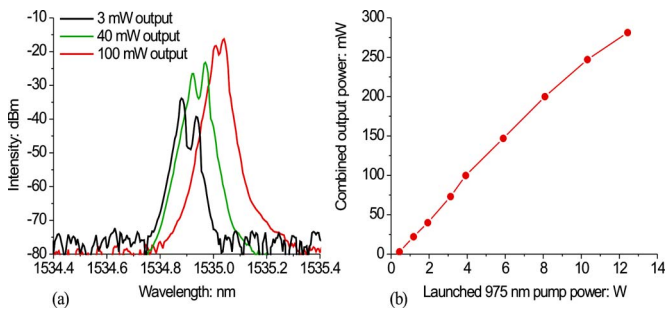 3 mW output
40 mW output
100 mW output
-10
-20
-30
-40
-50
-60
-70
-80
Intensity: dBm
1534.4 1534.6 1534.8 1535.0 1535.2 1535.4
(a) Wavelength: nm
300
250
200
150
100
50
0
Combined output power: mW
0 2 4 6 8 10 12 14
(b) Launched 975 nm pump power: W